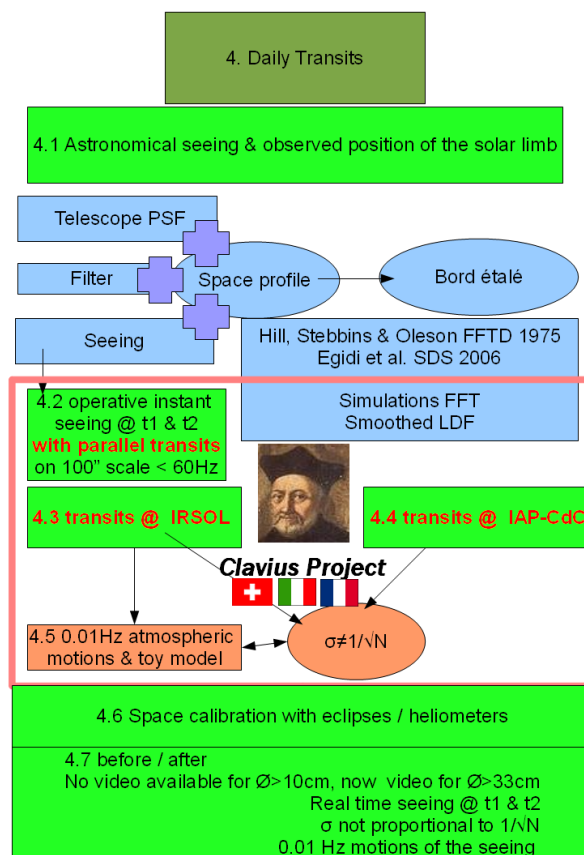 4. Daily Transits
4.1 Astronomical seeing & observed position of the solar limb
Telescope PSF
Filter
Space profile
Bord étalé
Seeing
Hill, Stebbins & Oleson FFTD 1975
Egidi et al. SDS 2006
Simulations FFT
Smoothed LDF
4.2 operative instant
seeing @ t1 & t2
with parallel transits
on 100” scale < 60Hz
4.3 transits @ IRSOL
4.4 transits @ IAP-CdC
Clavius Project
4.5 0.01Hz atmospheric
motions & toy model
σ≠1/√N
4.6 Space calibration with eclipses / heliometers
4.7 before / after
No video available for Ø>10cm, now video for Ø>33cm
Real time seeing @ t1 & t2
σ not proportional to 1/√N
0.01 Hz motions of the seeing